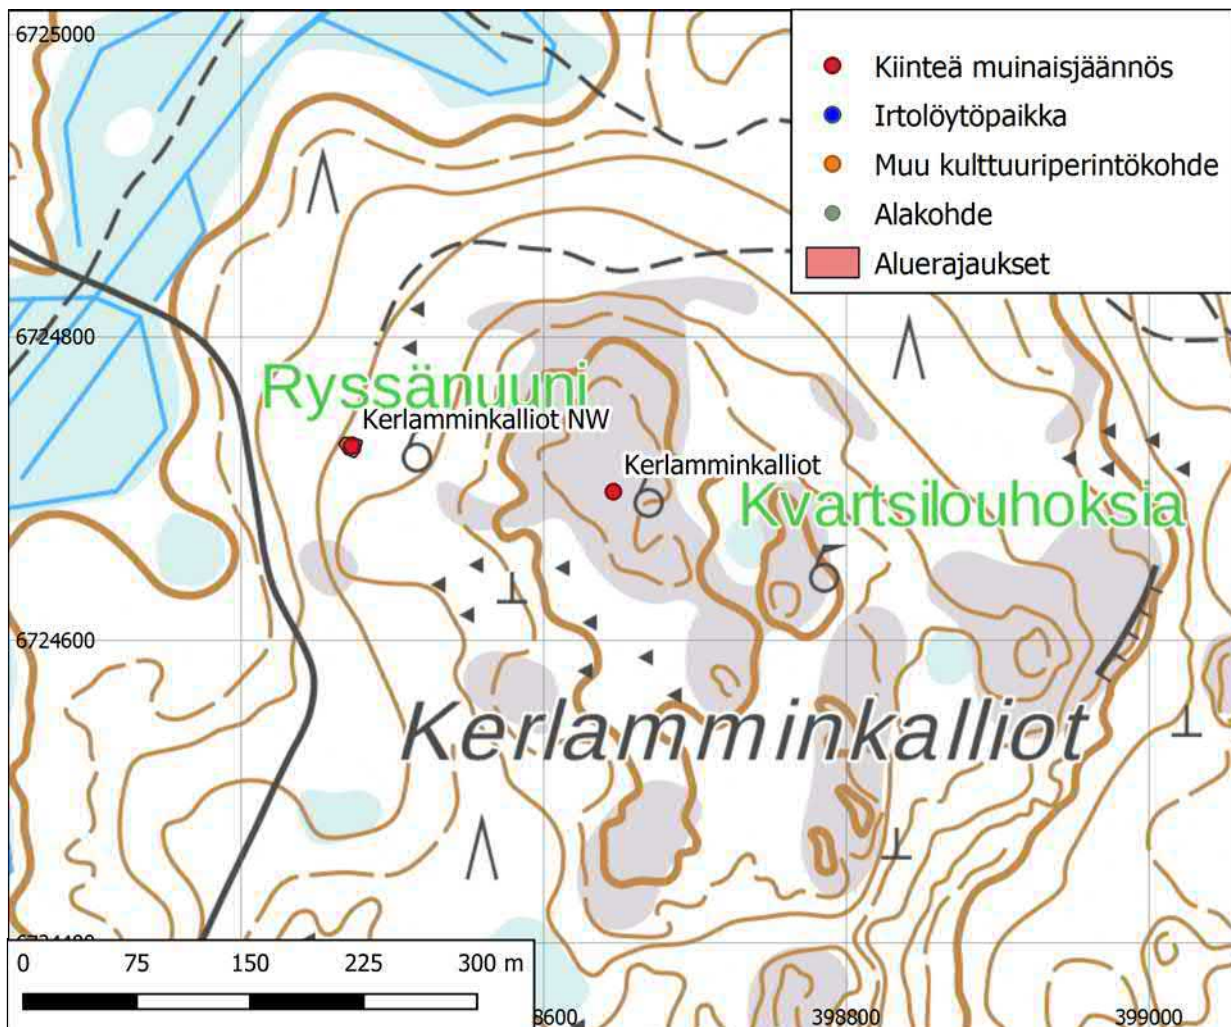 6725000
Kiinteä muinaisjäännös
Irtolöytöpaikka
Muu kulttuuriperintökohde
Alakohde
Aluerajaukset
6724800
Ryssänuuni
Kerlamminkalliot NW
Kerlamminkalliot
Kvartsilouhoksia
6724600
Kerlamminkalliot
0 75 150 225 300 m
8600 398800 399000